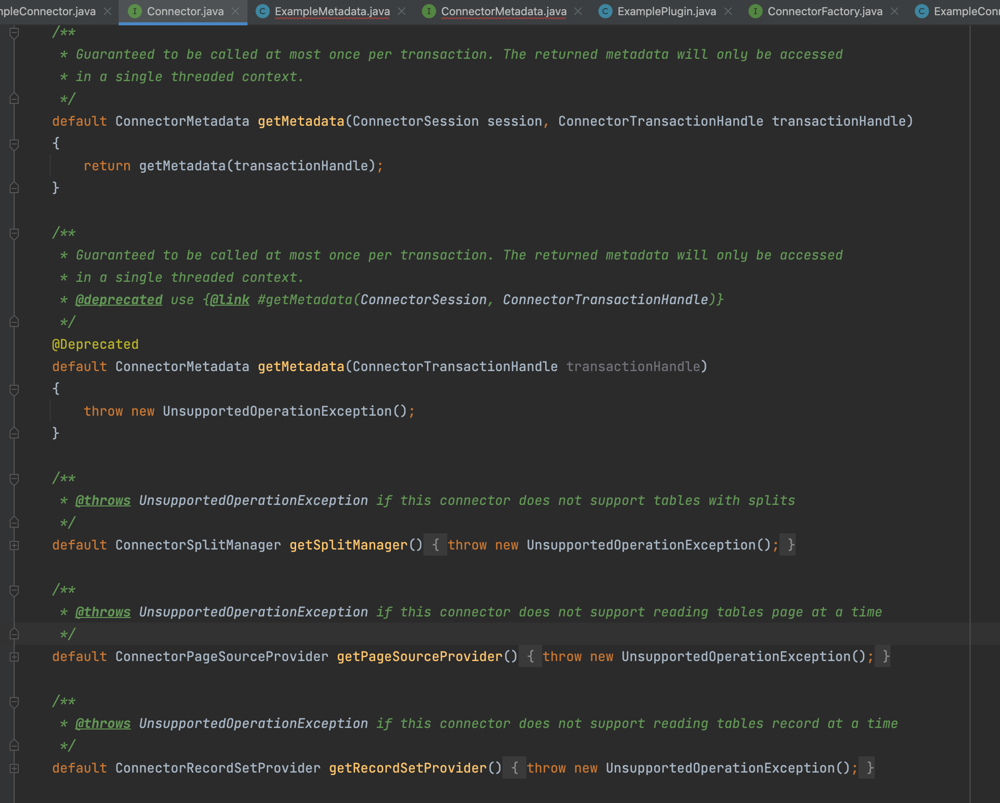 mpleConnector.java Connector.java ExampleMetadata.java ConnectorMetadata.java ExamplePlugin.java ConnectorFactory.java ExampleConn
/**
* Guaranteed to be called at most once per transaction. The returned metadata will only be accessed
* in a single threaded context.
*/
default ConnectorMetadata getMetadata(ConnectorSession session, ConnectorTransactionHandle transactionHandle)
{
return getMetadata(transactionHandle);
}
/**
* Guaranteed to be called at most once per transaction. The returned metadata will only be accessed
* in a single threaded context.
* @deprecated use {@link #getMetadata(ConnectorSession, ConnectorTransactionHandle)}
*/
@Deprecated
default ConnectorMetadata getMetadata(ConnectorTransactionHandle transactionHandle)
{
throw new UnsupportedOperationException();
}
/**
* @throws UnsupportedOperationException if this connector does not support tables with splits
*/
default ConnectorSplitManager getSplitManager() { throw new UnsupportedOperationException(); }
/**
* @throws UnsupportedOperationException if this connector does not support reading tables page at a time
*/
default ConnectorPageSourceProvider getPageSourceProvider() { throw new UnsupportedOperationException(); }
/**
* @throws UnsupportedOperationException if this connector does not support reading tables record at a time
*/
default ConnectorRecordSetProvider getRecordSetProvider() { throw new UnsupportedOperationException(); }